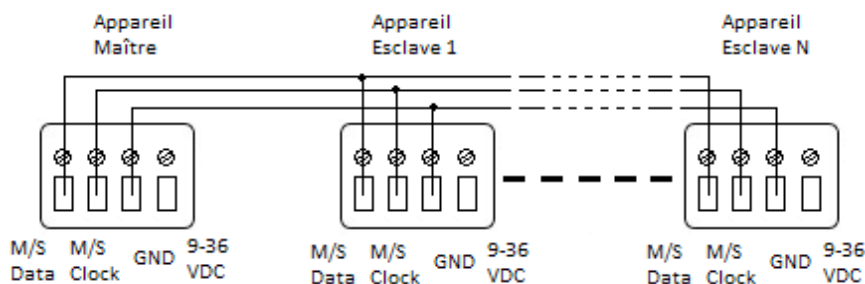 Appareil
Maître
Appareil
Esclave 1
Appareil
Esclave N
M/S
Data
M/S
Clock
GND
9-36
VDC
M/S
Data
M/S
Clock
GND
9-36
VDC
M/S
Data
M/S
Clock
GND
9-36
VDC